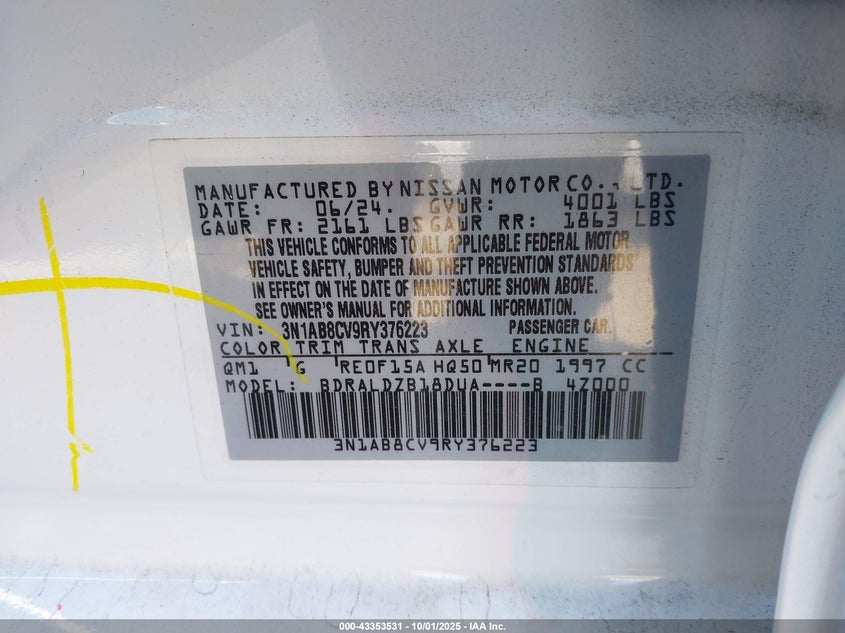 MANUFACTURED BY NISSAN MOTOR CO., LTD.
DATE: 06/24. GVWR: 4001 LBS
GAWR FR: 2161 LBS GAWR RR: 1863 LBS
THIS VEHICLE CONFORMS TO ALL APPLICABLE FEDERAL MOTOR
VEHICLE SAFETY, BUMPER AND THEFT PREVENTION STANDARDS
IN EFFECT ON THE DATE OF MANUFACTURE SHOWN ABOVE.
SEE OWNER'S MANUAL FOR ADDITIONAL INFORMATION.
VIN: 3N1AB8CV9RY376223 PASSENGER CAR.
COLOR TRIM TRANS AXLE ENGINE
QM1 G RE0F15A HQ50 MR20 1997 CC
MODEL: BDRALDZB18DUA----B 4Z000
3N1AB8CV9RY376223
000-43353531 - 10/01/2025 - IAA Inc.